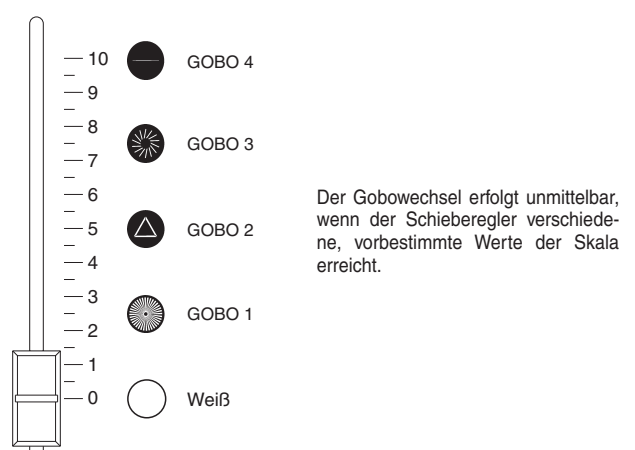 10 GOBO 4
9
8
GOBO 3
7
6
5 GOBO 2
4
3
GOBO 1
2
1
0 Weiß
Der Gobowechsel erfolgt unmittelbar,
wenn der Schieberegler verschiede-
ne, vorbestimmte Werte der Skala
erreicht.